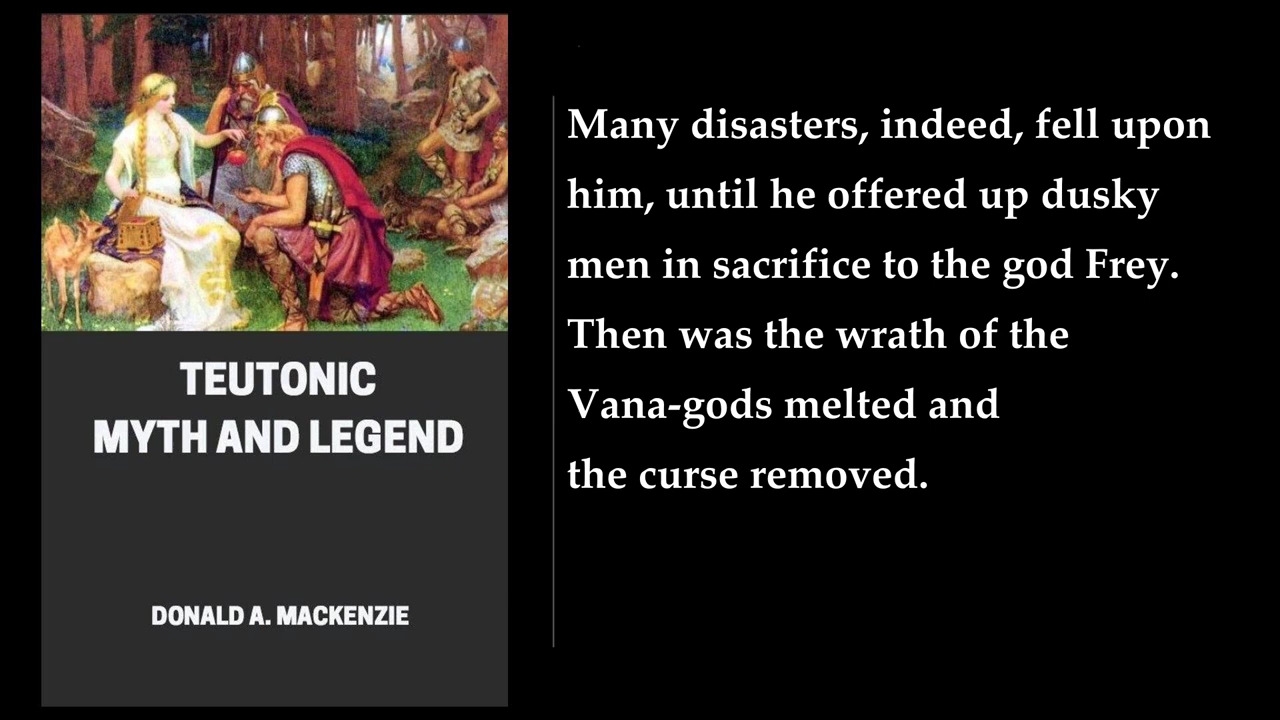 TEUTONIC
MYTH AND LEGEND
DONALD A. MACKENZIE
Many disasters, indeed, fell upon
him, until he offered up dusky
men in sacrifice to the god Frey.
Then was the wrath of the
Vana-gods melted and
the curse removed.